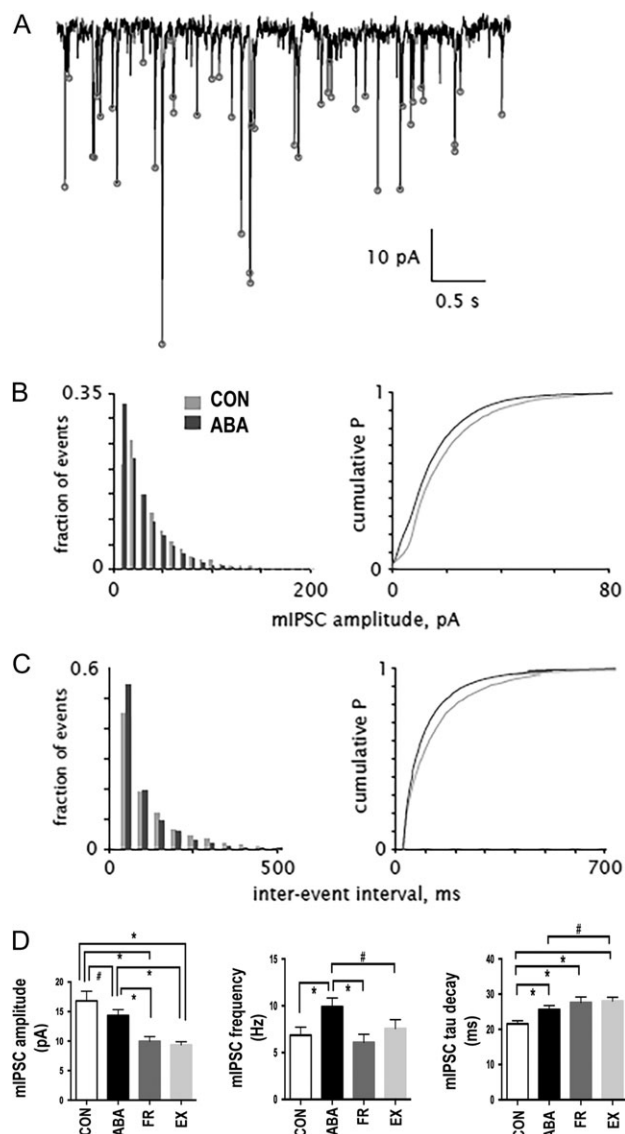 A
10 pA
0.5 s
B
0.35
fraction of events
0
0
200
CON
ABA
1
cumulative P
0
0
80
mIPSC amplitude, pA
C
0.6
fraction of events
0
0
500
1
cumulative P
0
0
700
inter-event interval, ms
D
mIPSC amplitude
(pA)
20
15
10
5
0
*
*
#
*
*
CON
ABA
FR
EX
mIPSC frequency
(Hz)
15
10
5
0
#
*
*
CON
ABA
FR
EX
mIPSC tau decay
(ms)
40
30
20
10
0
#
*
*
*
CON
ABA
FR
EX